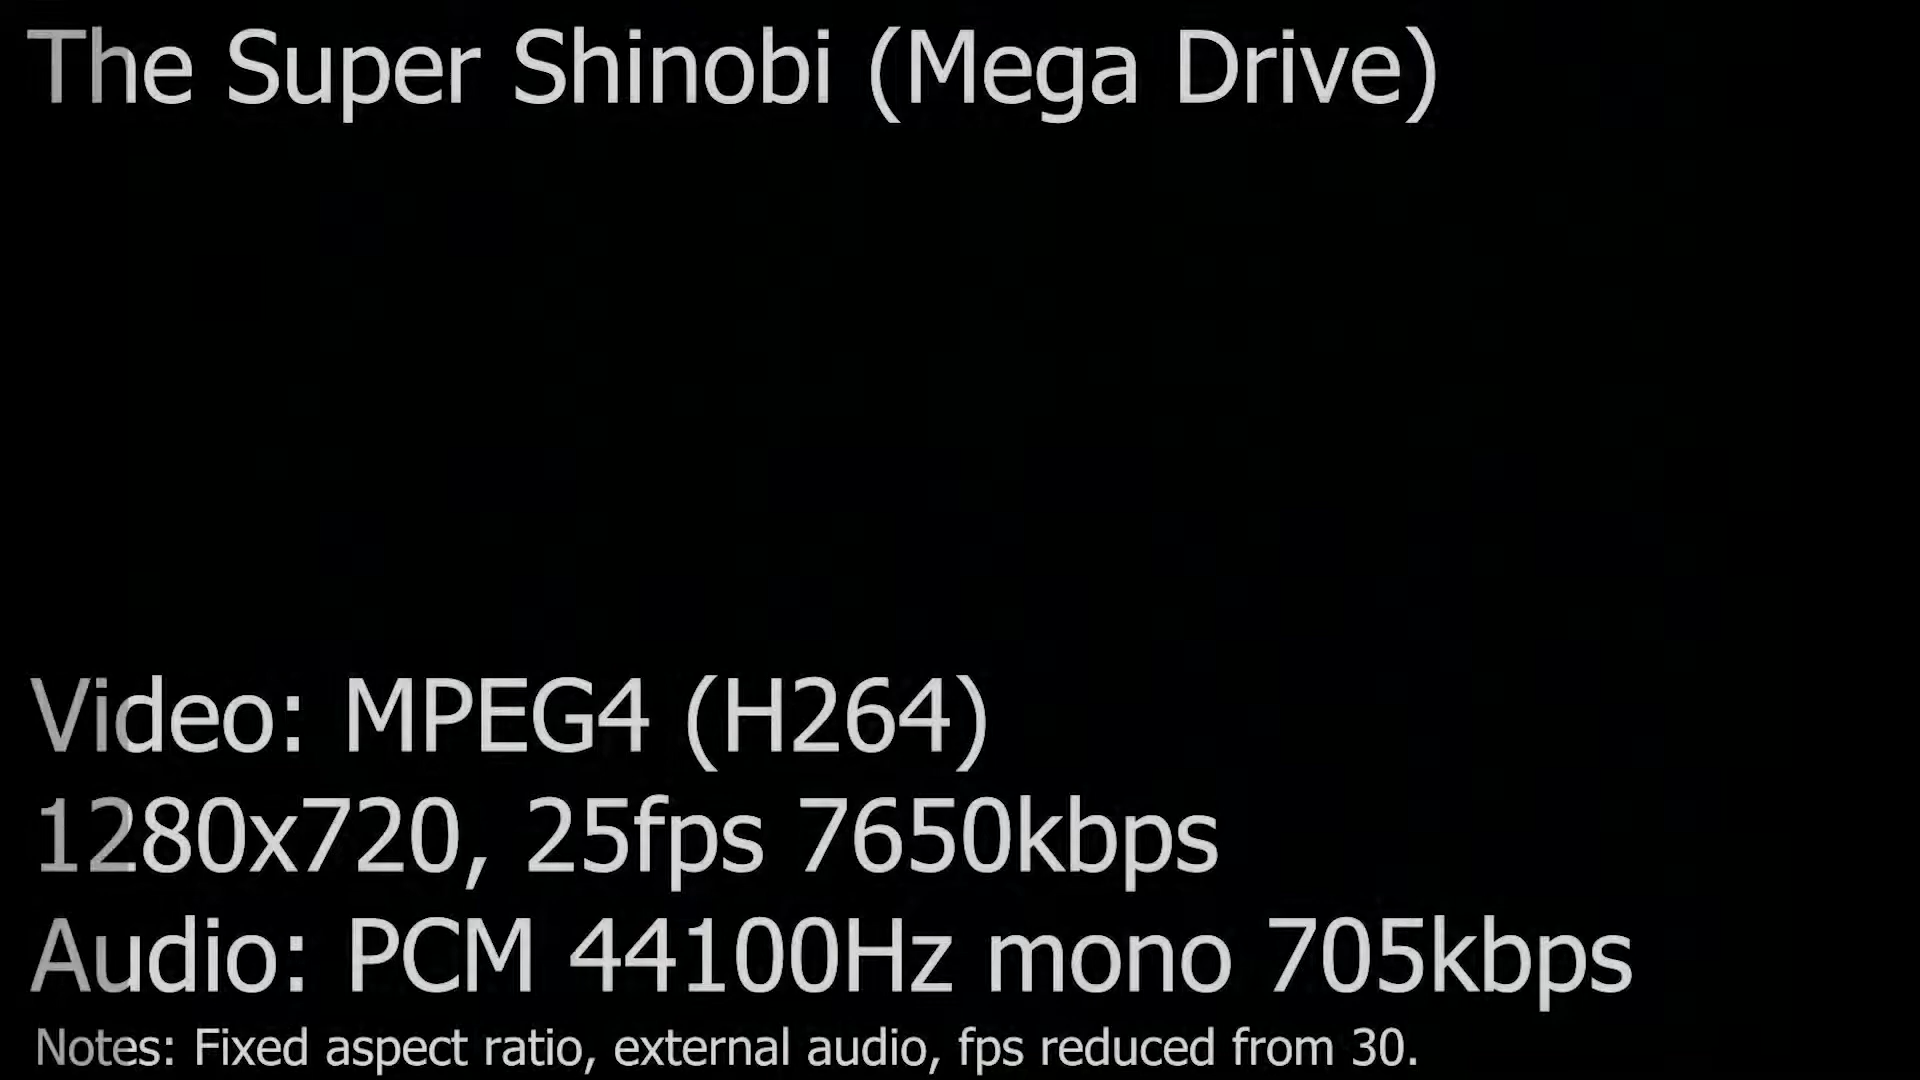 The Super Shinobi (Mega Drive)
Video: MPEG4 (H264)
1280x720, 25fps 7650kbps
Audio: PCM 44100Hz mono 705kbps
Notes: Fixed aspect ratio, external audio, fps reduced from 30.